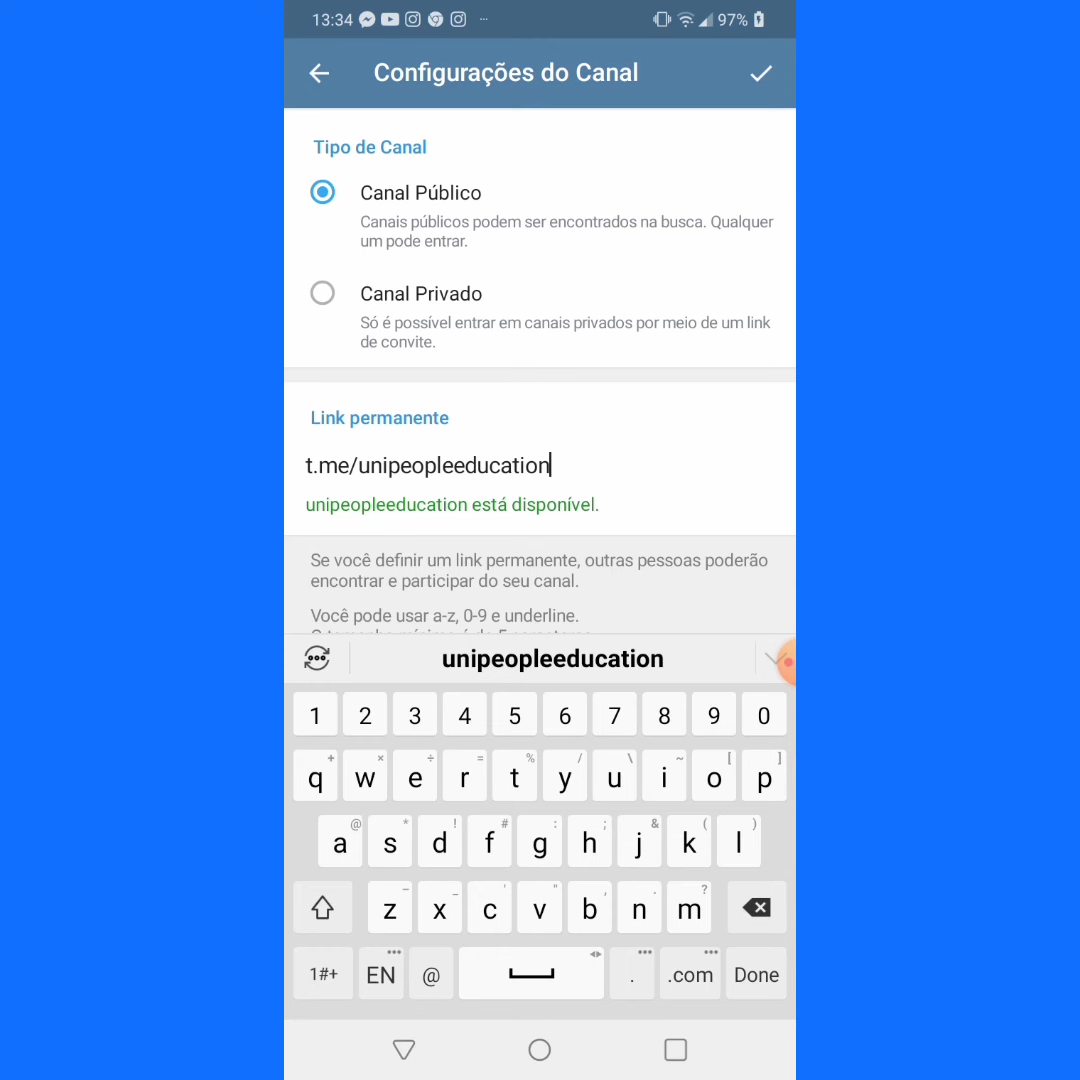 13:34 ... 97%
Configurações do Canal
Tipo de Canal
Canal Público
Canais públicos podem ser encontrados na busca. Qualquer
um pode entrar.
Canal Privado
Só é possível entrar em canais privados por meio de um link
de convite.
Link permanente
t.me/unipeopleeducation
unipeopleeducation está disponível.
Se você definir um link permanente, outras pessoas poderão
encontrar e participar do seu canal.
Você pode usar a-z, 0-9 e underline.
unipeopleeducation
1 2 3 4 5 6 7 8 9 0
+ × ÷ = % / \ ~ [ ]
q w e r t y u i o p
@ * ! # : ; & ( )
a s d f g h j k l
– _ ' " , . ?
z x c v b n m
1#+ EN @ . .com Done